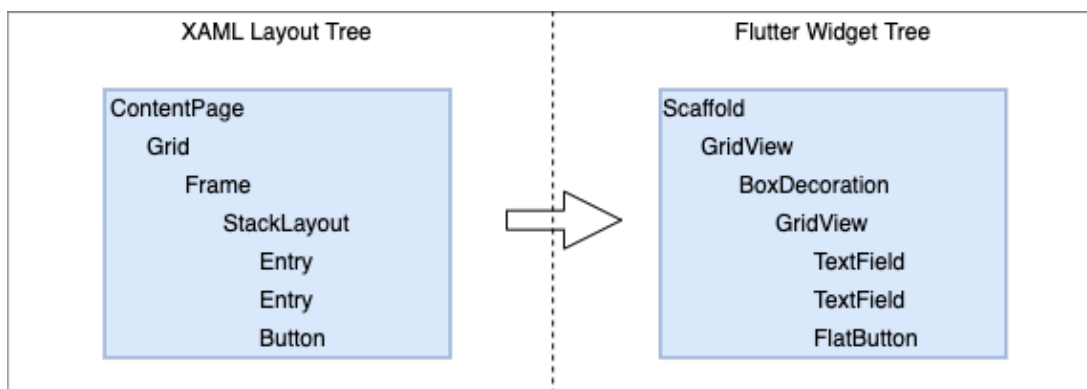 XAML Layout Tree
ContentPage
Grid
Frame
StackLayout
Entry
Entry
Button
Flutter Widget Tree
Scaffold
GridView
BoxDecoration
GridView
TextField
TextField
FlatButton